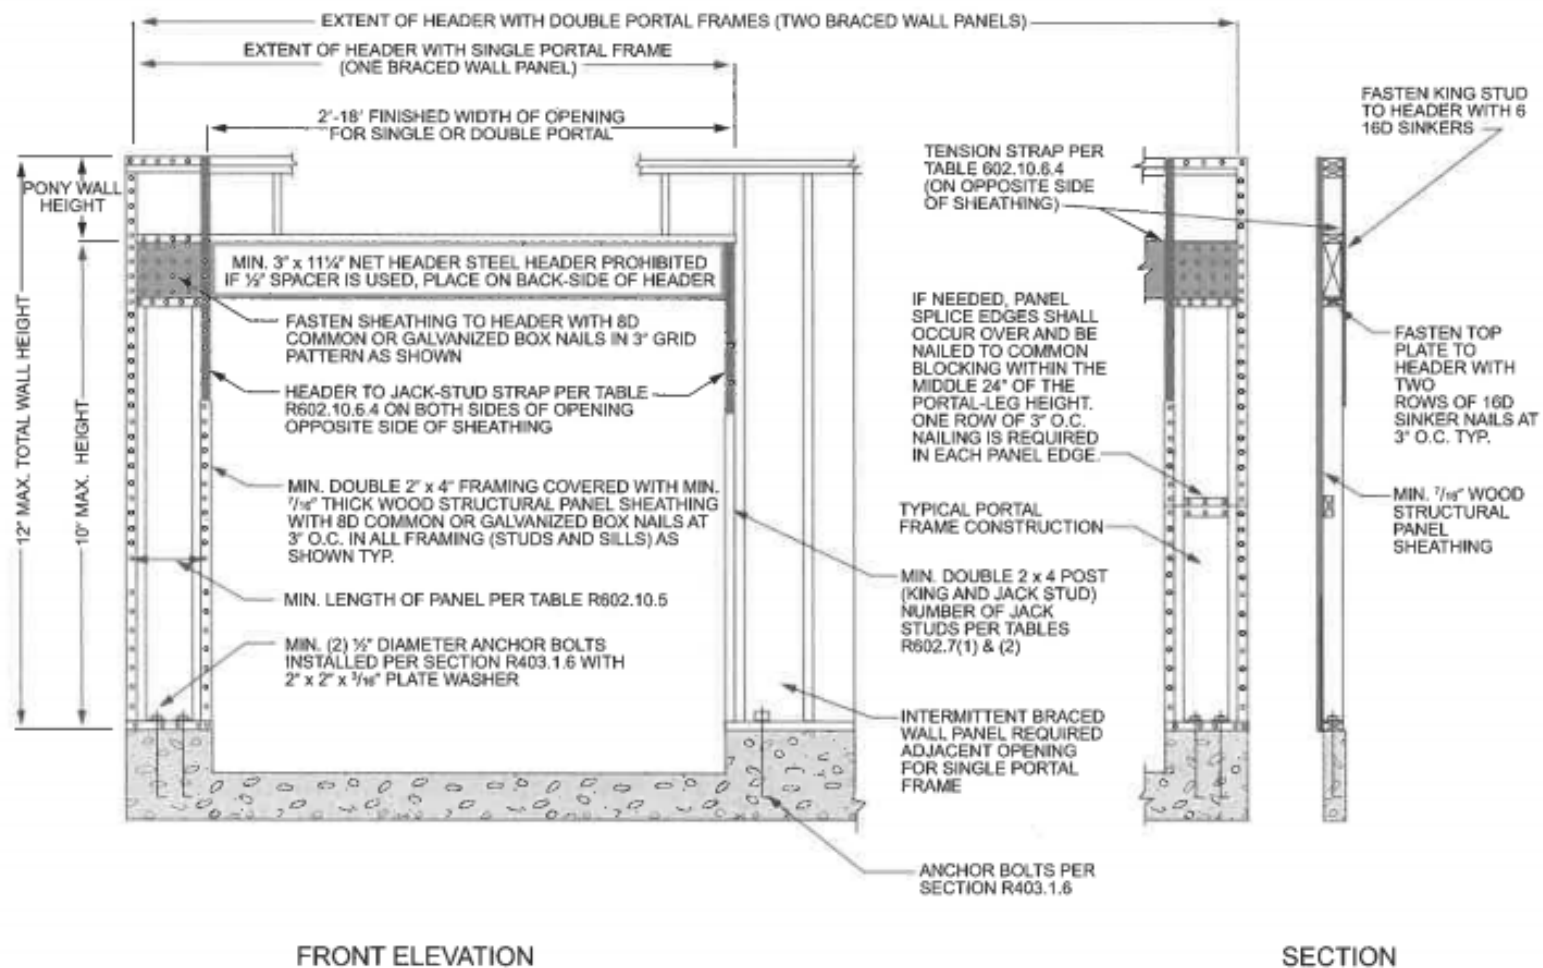 EXTENT OF HEADER WITH DOUBLE PORTAL FRAMES (TWO BRACED WALL PANELS)
EXTENT OF HEADER WITH SINGLE PORTAL FRAME
(ONE BRACED WALL PANEL)
2'-18' FINISHED WIDTH OF OPENING
FOR SINGLE OR DOUBLE PORTAL
PONY WALL
HEIGHT
12" MAX. TOTAL WALL HEIGHT
10" MAX. HEIGHT
MIN. 3" x 11¼" NET HEADER STEEL HEADER PROHIBITED
IF ½" SPACER IS USED, PLACE ON BACK-SIDE OF HEADER
FASTEN SHEATHING TO HEADER WITH 8D
COMMON OR GALVANIZED BOX NAILS IN 3" GRID
PATTERN AS SHOWN
HEADER TO JACK-STUD STRAP PER TABLE
R602.10.6.4 ON BOTH SIDES OF OPENING
OPPOSITE SIDE OF SHEATHING
MIN. DOUBLE 2" x 4" FRAMING COVERED WITH MIN.
7/16" THICK WOOD STRUCTURAL PANEL SHEATHING
WITH 8D COMMON OR GALVANIZED BOX NAILS AT
3" O.C. IN ALL FRAMING (STUDS AND SILLS) AS
SHOWN TYP.
MIN. LENGTH OF PANEL PER TABLE R602.10.5
MIN. (2) ½" DIAMETER ANCHOR BOLTS
INSTALLED PER SECTION R403.1.6 WITH
2" x 2" x 3/16" PLATE WASHER
TENSION STRAP PER
TABLE 602.10.6.4
(ON OPPOSITE SIDE
OF SHEATHING)
IF NEEDED, PANEL
SPLICE EDGES SHALL
OCCUR OVER AND BE
NAILED TO COMMON
BLOCKING WITHIN THE
MIDDLE 24" OF THE
PORTAL-LEG HEIGHT.
ONE ROW OF 3" O.C.
NAILING IS REQUIRED
IN EACH PANEL EDGE.
TYPICAL PORTAL
FRAME CONSTRUCTION
MIN. DOUBLE 2 x 4 POST
(KING AND JACK STUD)
NUMBER OF JACK
STUDS PER TABLES
R602.7(1) & (2)
INTERMITTENT BRACED
WALL PANEL REQUIRED
ADJACENT OPENING
FOR SINGLE PORTAL
FRAME
ANCHOR BOLTS PER
SECTION R403.1.6
FASTEN KING STUD
TO HEADER WITH 6
16D SINKERS
FASTEN TOP
PLATE TO
HEADER WITH
TWO
ROWS OF 16D
SINKER NAILS AT
3" O.C. TYP.
MIN. 7/16" WOOD
STRUCTURAL
PANEL
SHEATHING
FRONT ELEVATION
SECTION